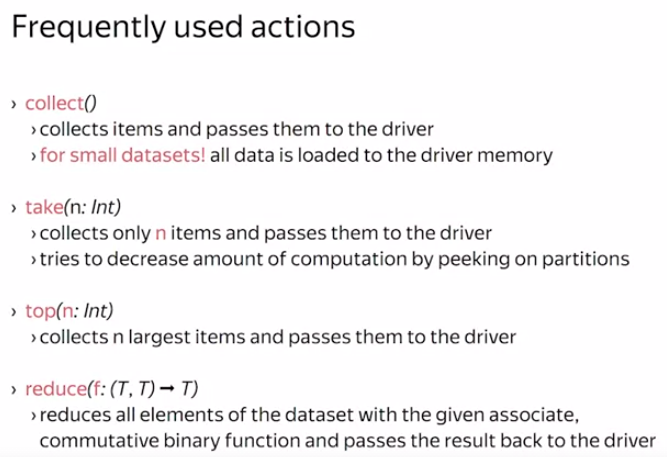 Frequently used actions
› collect()
› collects items and passes them to the driver
› for small datasets! all data is loaded to the driver memory
› take(n: Int)
› collects only n items and passes them to the driver
› tries to decrease amount of computation by peeking on partitions
› top(n: Int)
› collects n largest items and passes them to the driver
› reduce(f: (T, T) → T)
› reduces all elements of the dataset with the given associate,
commutative binary function and passes the result back to the driver